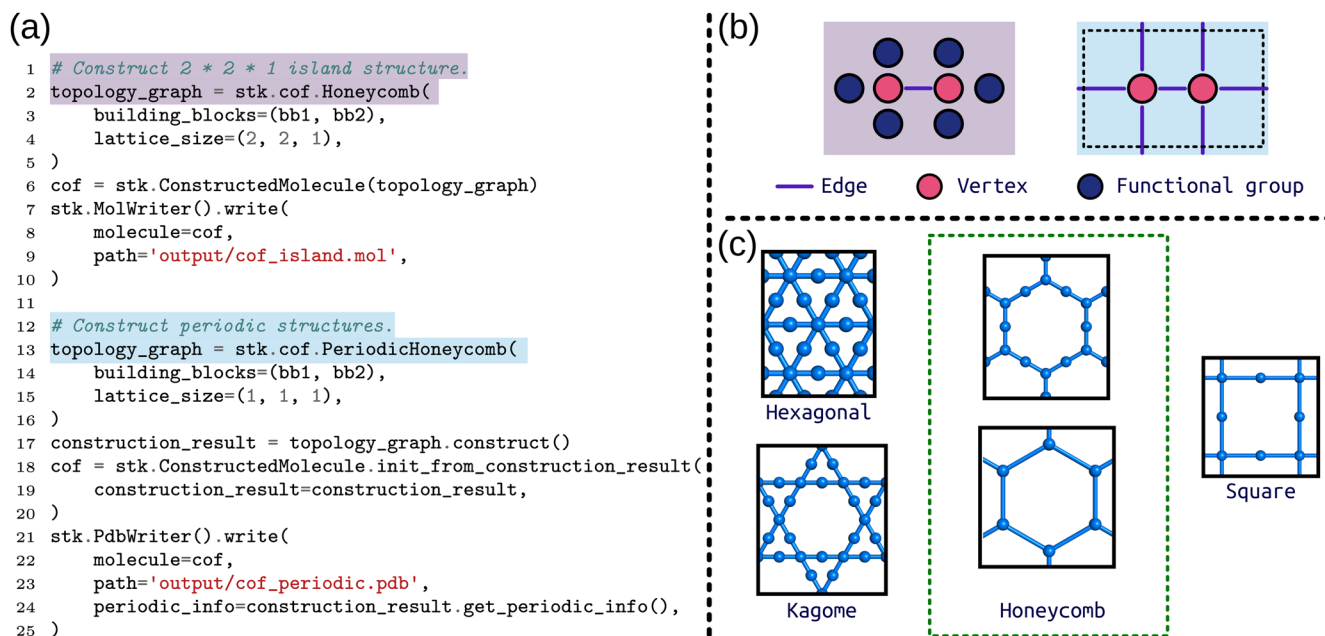 (a)
1 # Construct 2 * 2 * 1 island structure.
2 topology_graph = stk.cof.Honeycomb(
3     building_blocks=(bb1, bb2),
4     lattice_size=(2, 2, 1),
5 )
6 cof = stk.ConstructedMolecule(topology_graph)
7 stk.MolWriter().write(
8     molecule=cof,
9     path='output/cof_island.mol',
10 )
11
12 # Construct periodic structures.
13 topology_graph = stk.cof.PeriodicHoneycomb(
14     building_blocks=(bb1, bb2),
15     lattice_size=(1, 1, 1),
16 )
17 construction_result = topology_graph.construct()
18 cof = stk.ConstructedMolecule.init_from_construction_result(
19     construction_result=construction_result,
20 )
21 stk.PdbWriter().write(
22     molecule=cof,
23     path='output/cof_periodic.pdb',
24     periodic_info=construction_result.get_periodic_info(),
25 )
(b)
Edge Vertex Functional group
(c)
Hexagonal
Kagome
Honeycomb
Square